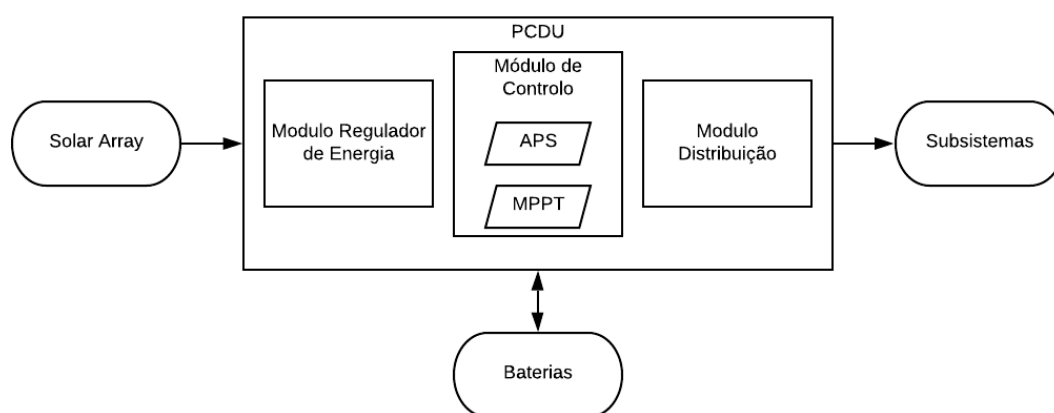 PCDU
Solar Array
Modulo Regulador
de Energia
Módulo de
Controlo
APS
MPPT
Modulo
Distribuição
Subsistemas
Baterias